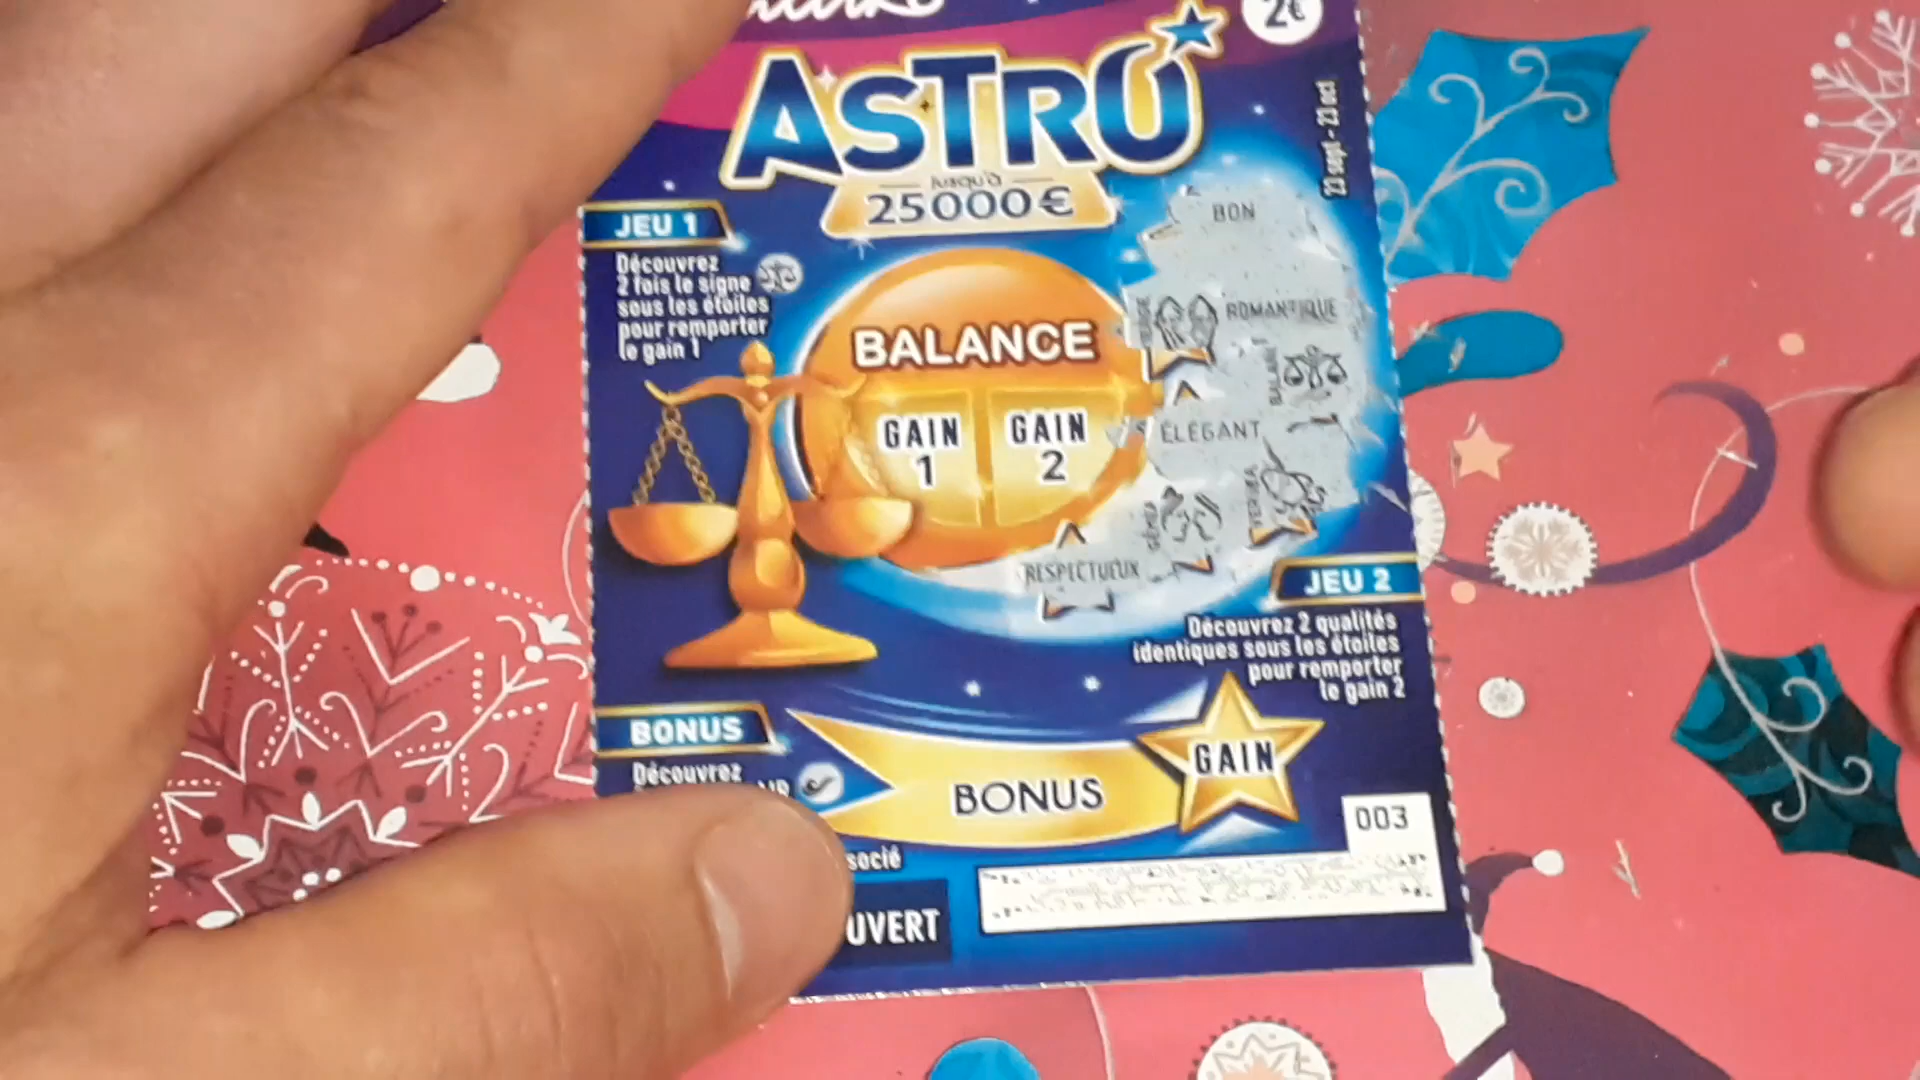 2€
ASTRO
Jusqu'à
25000€
23 sept - 23 oct
JEU 1
Découvrez
2 fois le signe
sous les étoiles
pour remporter
le gain 1
BALANCE
GAIN
1
GAIN
2
BON
ROMANTIQUE
BALANCE
ÉLÉGANT
RESPECTUEUX
JEU 2
Découvrez 2 qualités
identiques sous les étoiles
pour remporter
le gain 2
BONUS
Découvrez
BONUS
GAIN
003